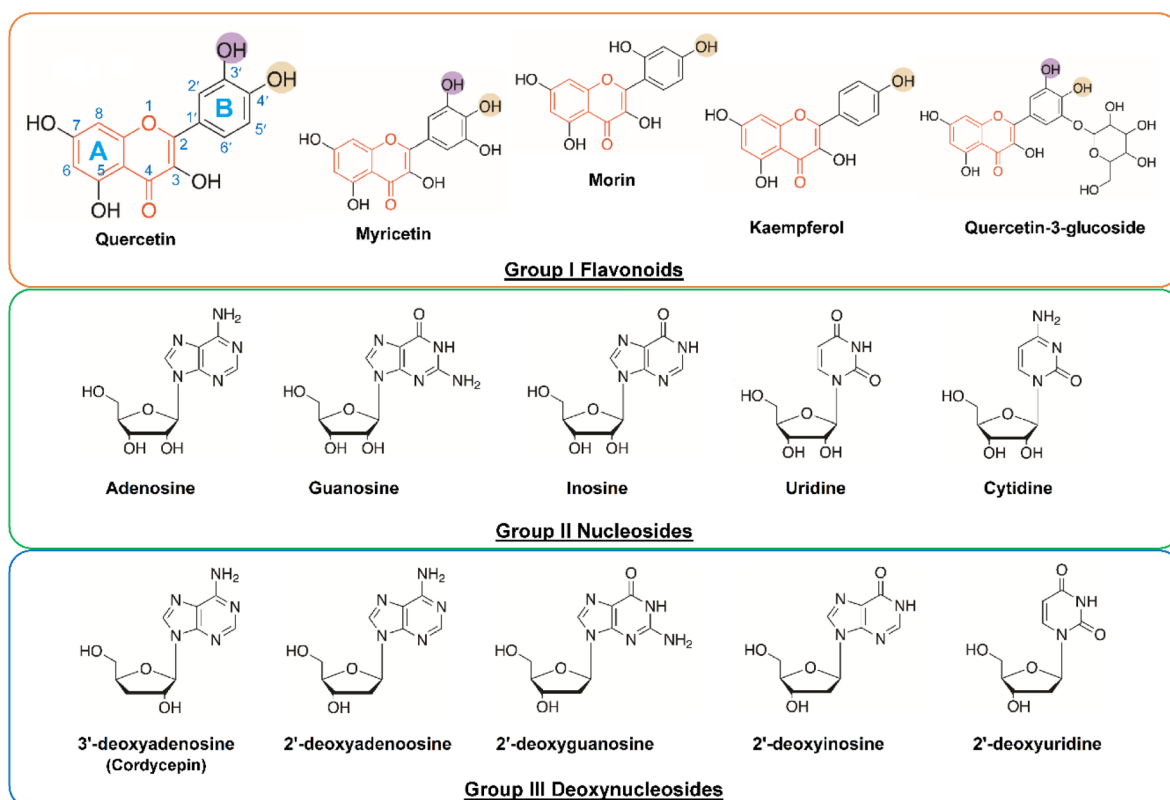 OH
3'
OH
2'
4'
B
1
8
1'
5'
HO
7
O
A
2
6'
6
5
4
3
OH
OH
O
Quercetin
OH
OH
HO
O
OH
OH
OH
O
Myricetin
HO
OH
HO
O
OH
OH
O
Morin
OH
HO
O
OH
OH
O
Kaempferol
OH
OH
HO
O
O
OH
OH
OH
O
OH
O
OH
HO
Quercetin-3-glucoside
Group I Flavonoids
NH2
N
N
N
N
HO
O
OH OH
Adenosine
O
N
NH
N
N
NH2
HO
O
OH OH
Guanosine
O
N
NH
N
N
HO
O
OH OH
Inosine
O
NH
N
O
HO
O
OH OH
Uridine
NH2
N
N
O
HO
O
OH OH
Cytidine
Group II Nucleosides
NH2
N
N
N
N
HO
O
OH
3'-deoxyadenosine
(Cordycepin)
NH2
N
N
N
N
HO
O
OH
2'-deoxyadenoosine
O
N
NH
N
N
NH2
HO
O
OH
2'-deoxyguanosine
O
N
NH
N
N
HO
O
OH
2'-deoxyinosine
O
NH
N
O
HO
O
OH
2'-deoxyuridine
Group III Deoxynucleosides